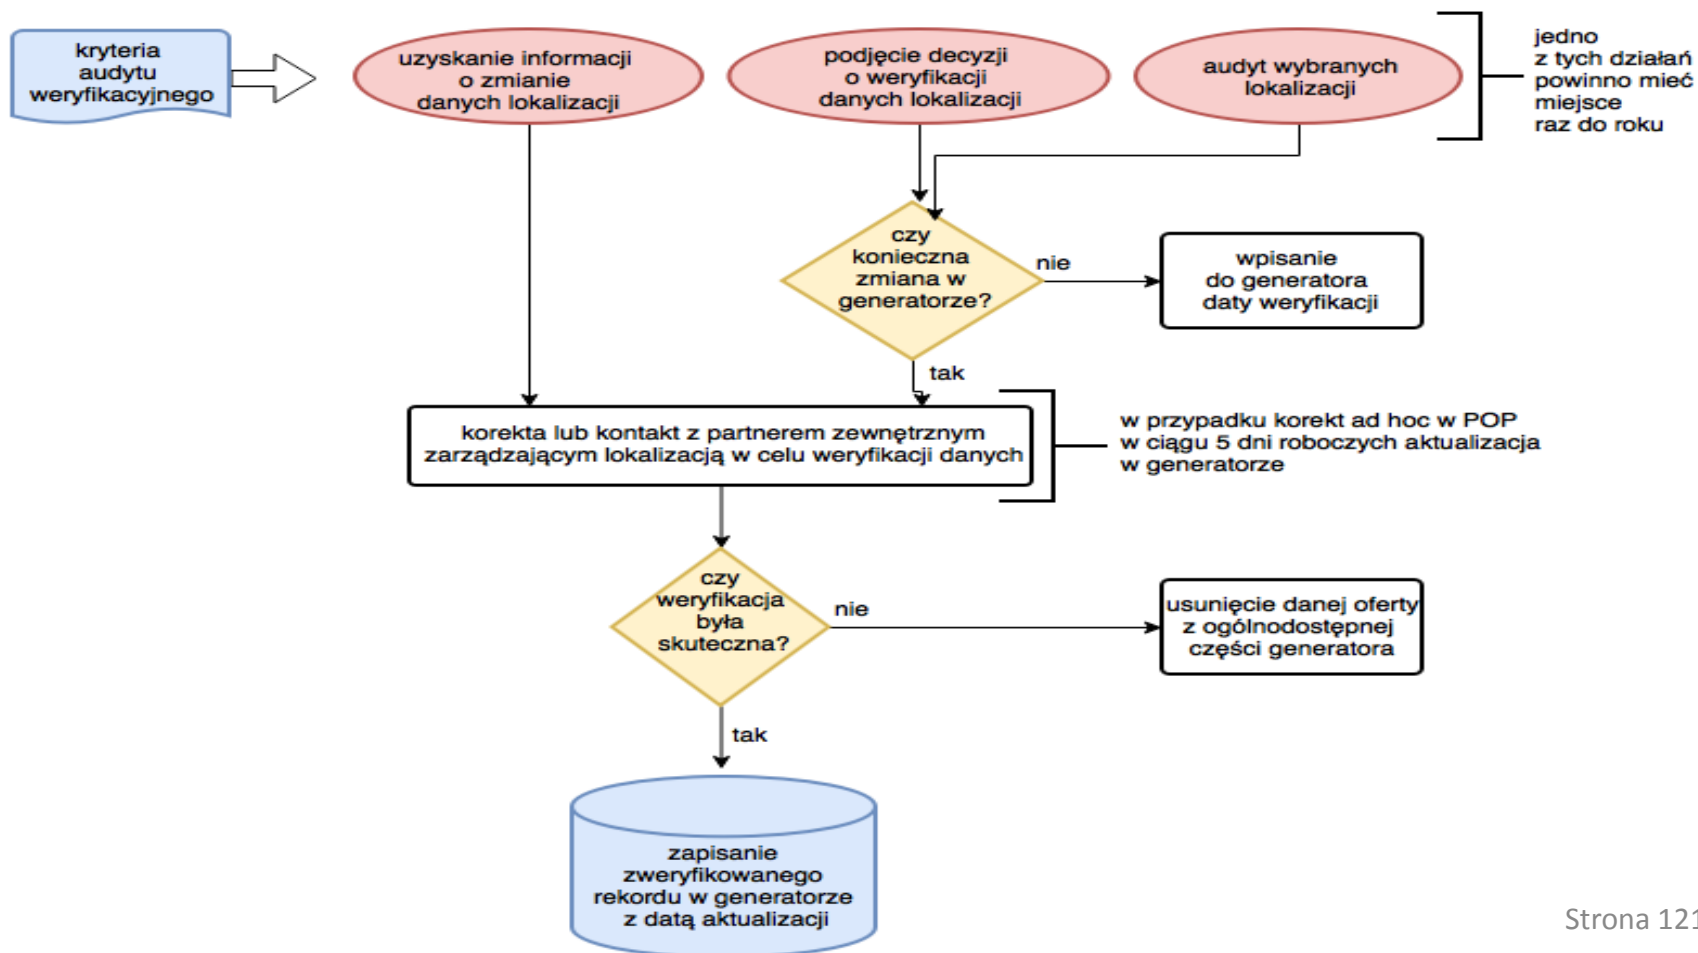 kryteria
audytu
weryfikacyjnego
uzyskanie informacji
o zmianie
danych lokalizacji
podjęcie decyzji
o weryfikacji
danych lokalizacji
audyt wybranych
lokalizacji
jedno
z tych działań
powinno mieć
miejsce
raz do roku
czy
konieczna
zmiana w
generatorze?
nie
wpisanie
do generatora
daty weryfikacji
tak
korekta lub kontakt z partnerem zewnętrznym
zarządzającym lokalizacją w celu weryfikacji danych
w przypadku korekt ad hoc w POP
w ciągu 5 dni roboczych aktualizacja
w generatorze
czy
weryfikacja
była
skuteczna?
nie
usunięcie danej oferty
z ogólnodostępnej
części generatora
tak
zapisanie
zweryfikowanego
rekordu w generatorze
z datą aktualizacji
Strona 121